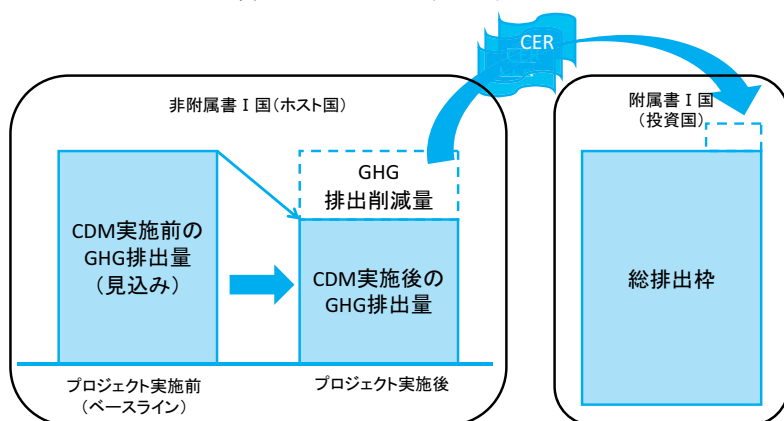 CER
非附属書Ⅰ国(ホスト国)
附属書Ⅰ国
(投資国)
GHG
排出削減量
CDM実施前の
GHG排出量
(見込み)
CDM実施後の
GHG排出量
総排出枠
プロジェクト実施前
(ベースライン)
プロジェクト実施後